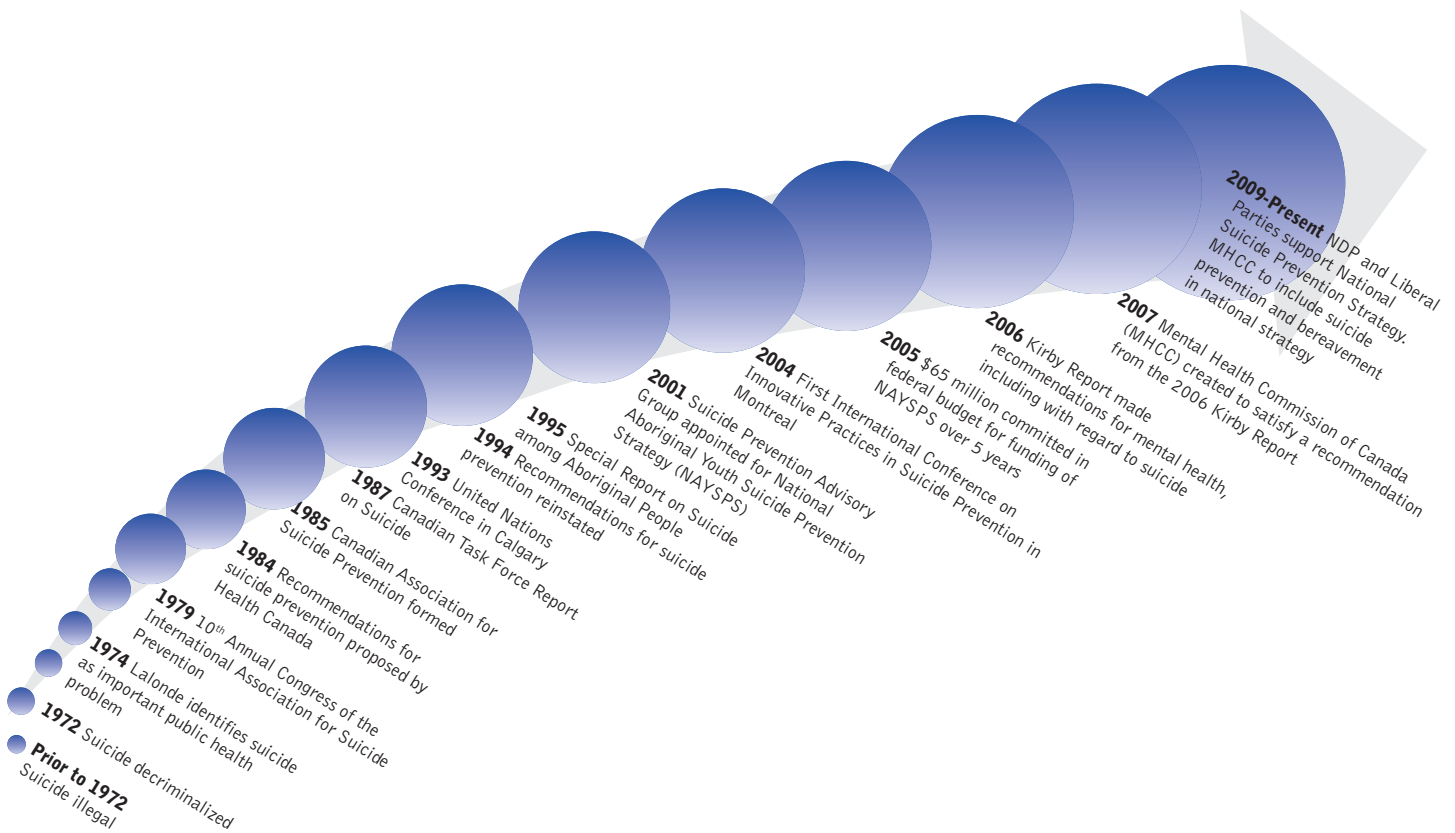 Prior to 1972
Suicide illegal
1972 Suicide decriminalized
1974 Lalonde identifies suicide
as important public health
problem
1979 10th Annual Congress of the
International Association for Suicide
Prevention
1984 Recommendations for
suicide prevention proposed by
Health Canada
1985 Canadian Association for
Suicide Prevention formed
1987 Canadian Task Force Report
on Suicide
1993 United Nations
Conference in Calgary
1994 Recommendations for suicide
prevention reinstated
1995 Special Report on Suicide
among Aboriginal People
2001 Suicide Prevention Advisory
Group appointed for National
Aboriginal Youth Suicide Prevention
Strategy (NAYSPS)
2004 First International Conference on
Innovative Practices in Suicide Prevention in
Montreal
2005 $65 million committed in
federal budget for funding of
NAYSPS over 5 years
2006 Kirby Report made
recommendations for mental health,
including with regard to suicide
2007 Mental Health Commission of Canada
(MHCC) created to satisfy a recommendation
from the 2006 Kirby Report
2009-Present NDP and Liberal
Parties support National
Suicide Prevention Strategy.
MHCC to include suicide
prevention and bereavement
in national strategy